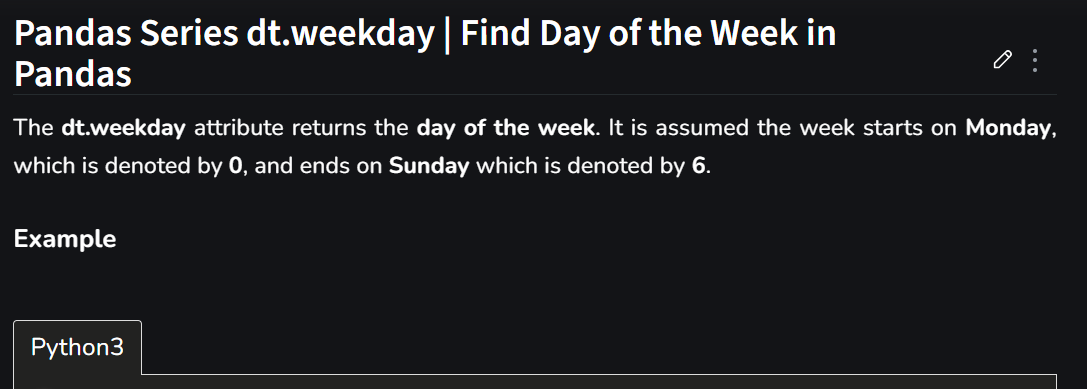 Pandas Series dt.weekday | Find Day of the Week in
Pandas
The dt.weekday attribute returns the day of the week. It is assumed the week starts on Monday,
which is denoted by 0, and ends on Sunday which is denoted by 6.
Example
Python3